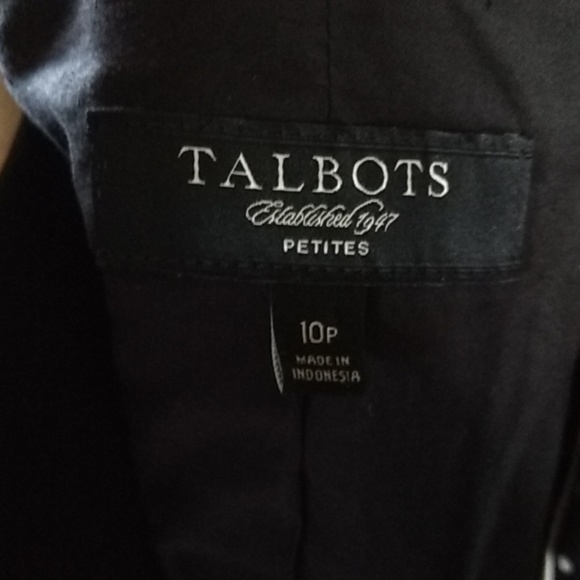 TALBOTS
Established 1947
PETITES
10P
MADE IN
INDONESIA